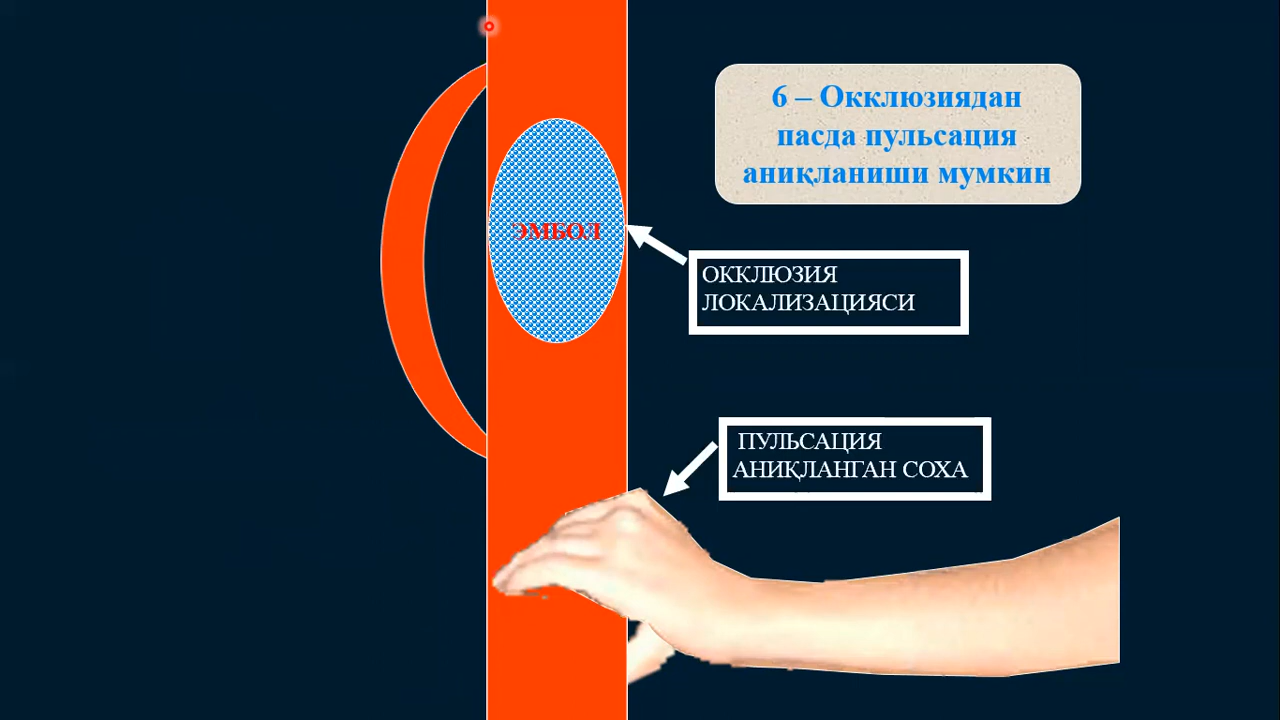 6 – Окклюзиядан
пасда пульсация
аниқланиши мумкин
ЭМБОЛ
ОККЛЮЗИЯ
ЛОКАЛИЗАЦИЯСИ
ПУЛЬСАЦИЯ
АНИҚЛАНГАН СОХА